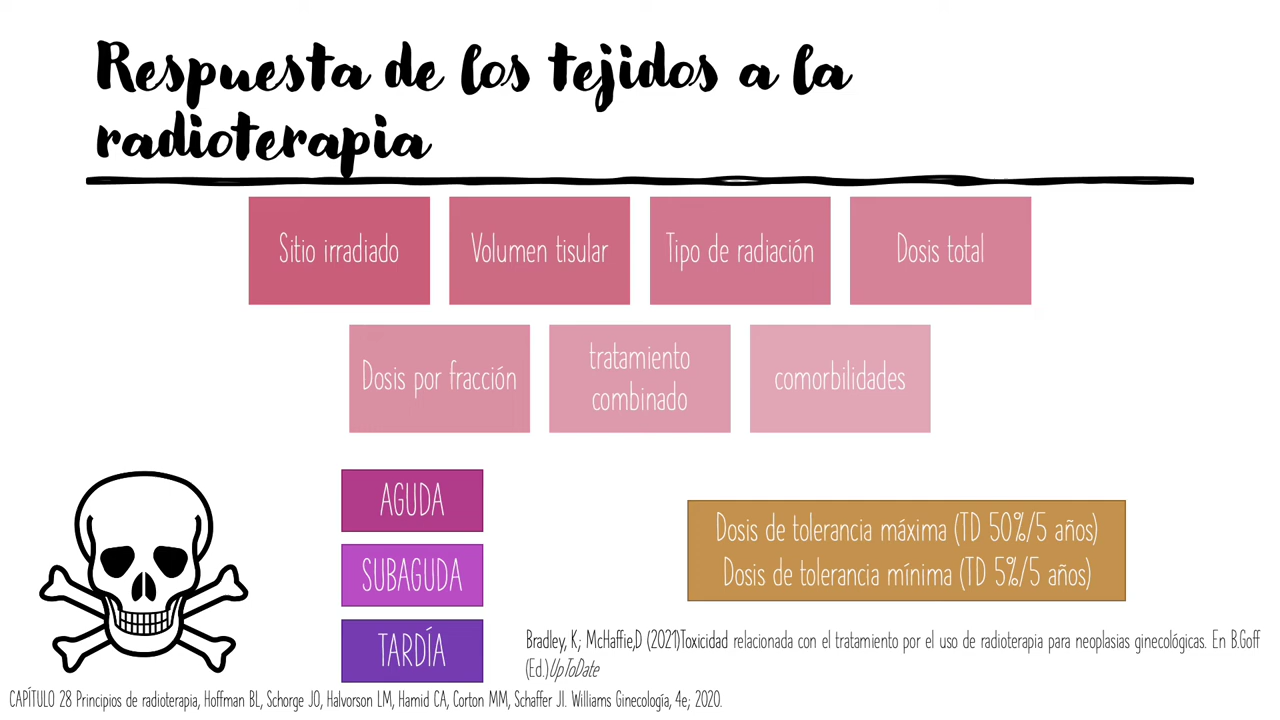 Respuesta de los tejidos a la
radioterapia
Sitio irradiado
Volumen tisular
Tipo de radiación
Dosis total
Dosis por fracción
tratamiento
combinado
comorbilidades
AGUDA
SUBAGUDA
TARDÍA
Dosis de tolerancia máxima (TD 50%/5 años)
Dosis de tolerancia mínima (TD 5%/5 años)
Bradley, K; McHaffie,D (2021)Toxicidad relacionada con el tratamiento por el uso de radioterapia para neoplasias ginecológicas. En B.Goff
(Ed.)UpToDate
CAPÍTULO 28 Principios de radioterapia, Hoffman BL, Schorge JO, Halvorson LM, Hamid CA, Corton MM, Schaffer JI. Williams Ginecología, 4e; 2020.